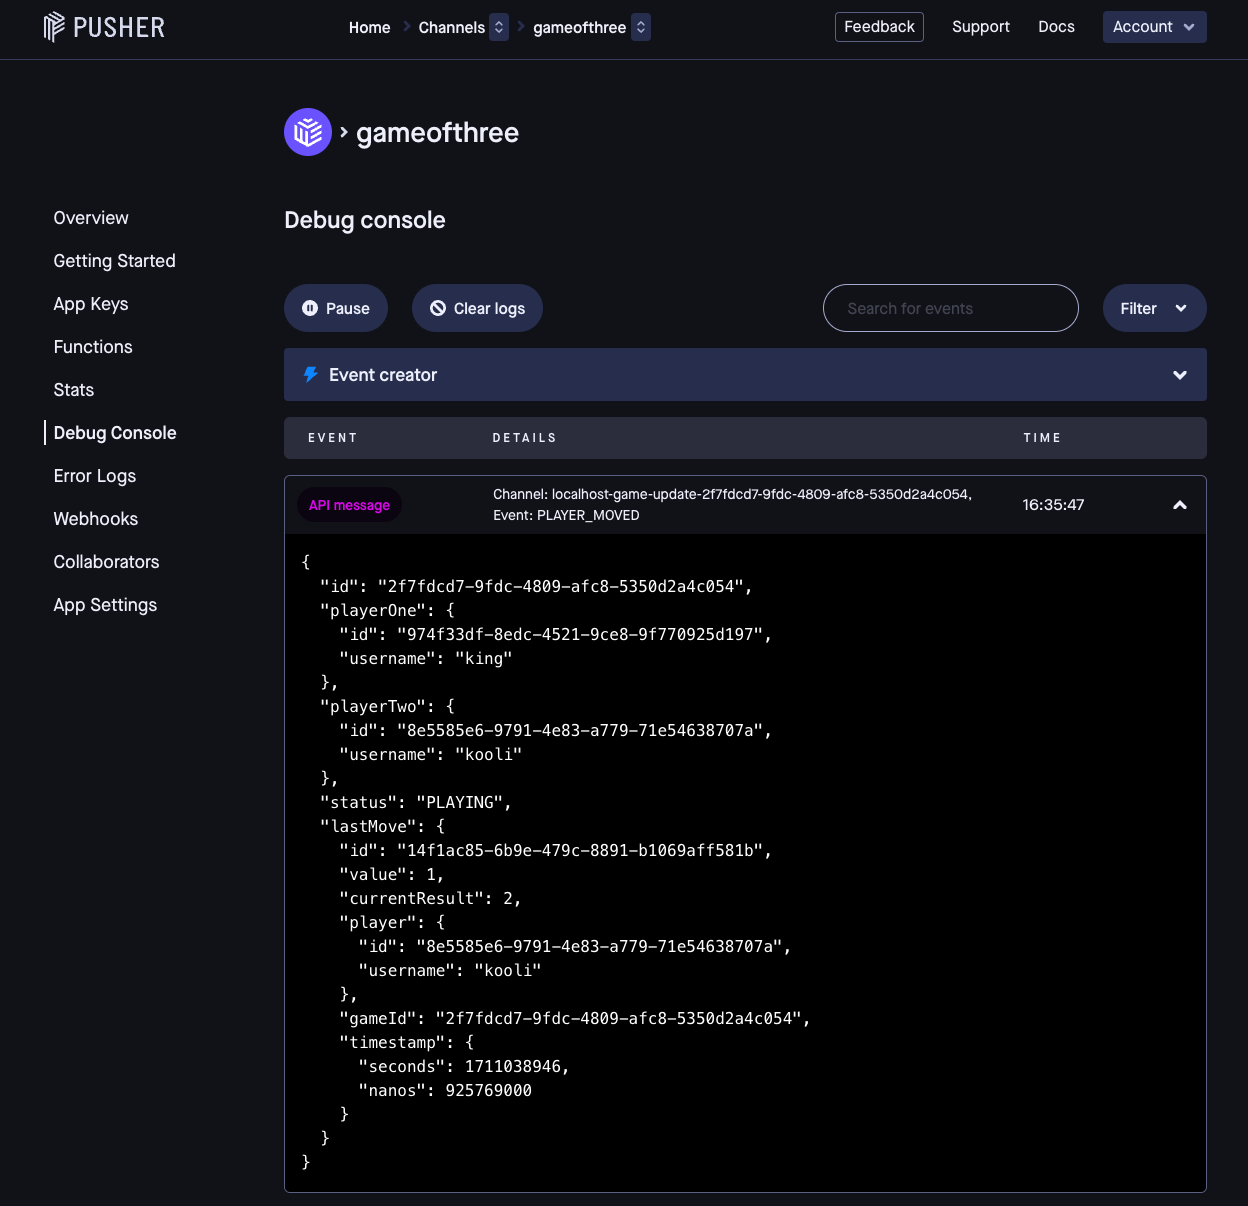 PUSHER
Home Channels gameofthree Feedback Support Docs Account
gameofthree
Overview
Getting Started
App Keys
Functions
Stats
Debug Console
Error Logs
Webhooks
Collaborators
App Settings
Debug console
Pause Clear logs Search for events Filter
Event creator
EVENT DETAILS TIME
API message
Channel: localhost-game-update-2f7fdcd7-9fdc-4809-afc8-5350d2a4c054,
Event: PLAYER_MOVED
16:35:47
{
  "id": "2f7fdcd7-9fdc-4809-afc8-5350d2a4c054",
  "playerOne": {
    "id": "974f33df-8edc-4521-9ce8-9f770925d197",
    "username": "king"
  },
  "playerTwo": {
    "id": "8e5585e6-9791-4e83-a779-71e54638707a",
    "username": "kooli"
  },
  "status": "PLAYING",
  "lastMove": {
    "id": "14f1ac85-6b9e-479c-8891-b1069aff581b",
    "value": 1,
    "currentResult": 2,
    "player": {
      "id": "8e5585e6-9791-4e83-a779-71e54638707a",
      "username": "kooli"
    },
    "gameId": "2f7fdcd7-9fdc-4809-afc8-5350d2a4c054",
    "timestamp": {
      "seconds": 1711038946,
      "nanos": 925769000
    }
  }
}